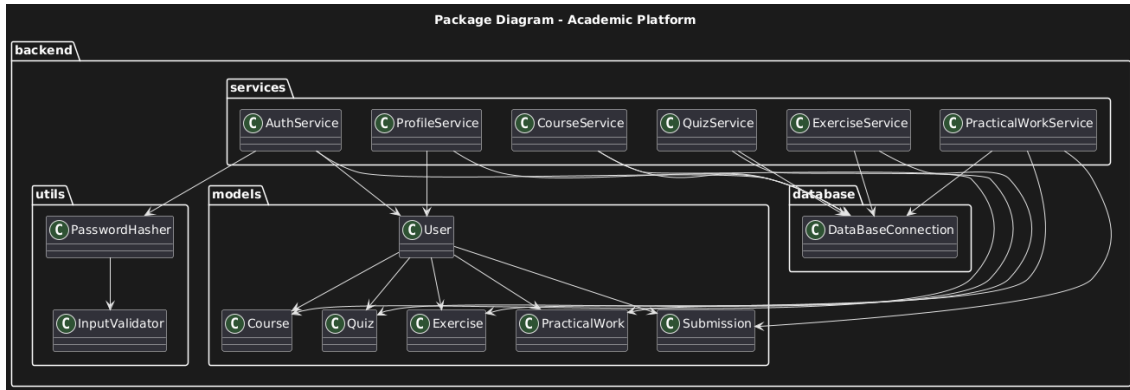 Package Diagram - Academic Platform
backend
services
C AuthService
C ProfileService
C CourseService
C QuizService
C ExerciseService
C PracticalWorkService
utils
models
database
C PasswordHasher
C User
C DataBaseConnection
C InputValidator
C Course
C Quiz
C Exercise
C PracticalWork
C Submission